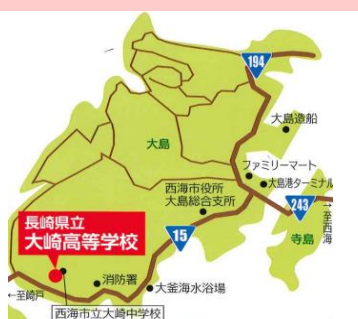 194
大島造船
大島
ファミリーマート
大島港ターミナル
西海市役所
大島総合支所
243
→至西海
寺島
長崎県立
大崎高等学校
15
消防署
大釜海水浴場
←至崎戸
西海市立大崎中学校